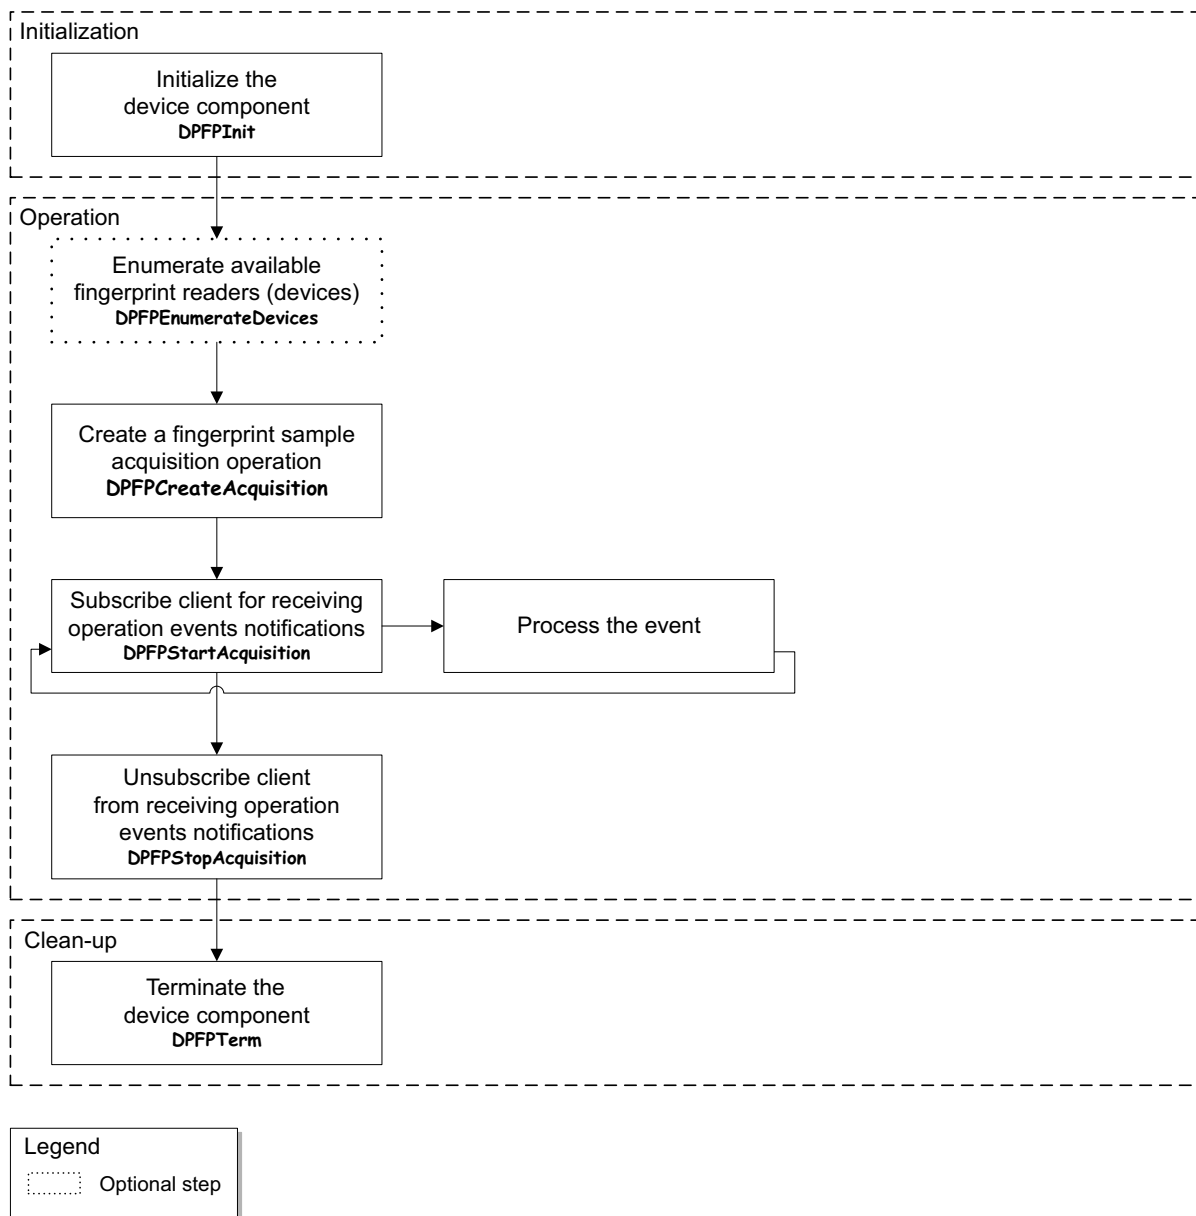 Initialization
Initialize the
device component
DPFPInit
Operation
Enumerate available
fingerprint readers (devices)
DPFPEnumerateDevices
Create a fingerprint sample
acquisition operation
DPFPCreateAcquisition
Subscribe client for receiving
operation events notifications
DPFPStartAcquisition
Process the event
Unsubscribe client
from receiving operation
events notifications
DPFPStopAcquisition
Clean-up
Terminate the
device component
DPFPTerm
Legend
Optional step